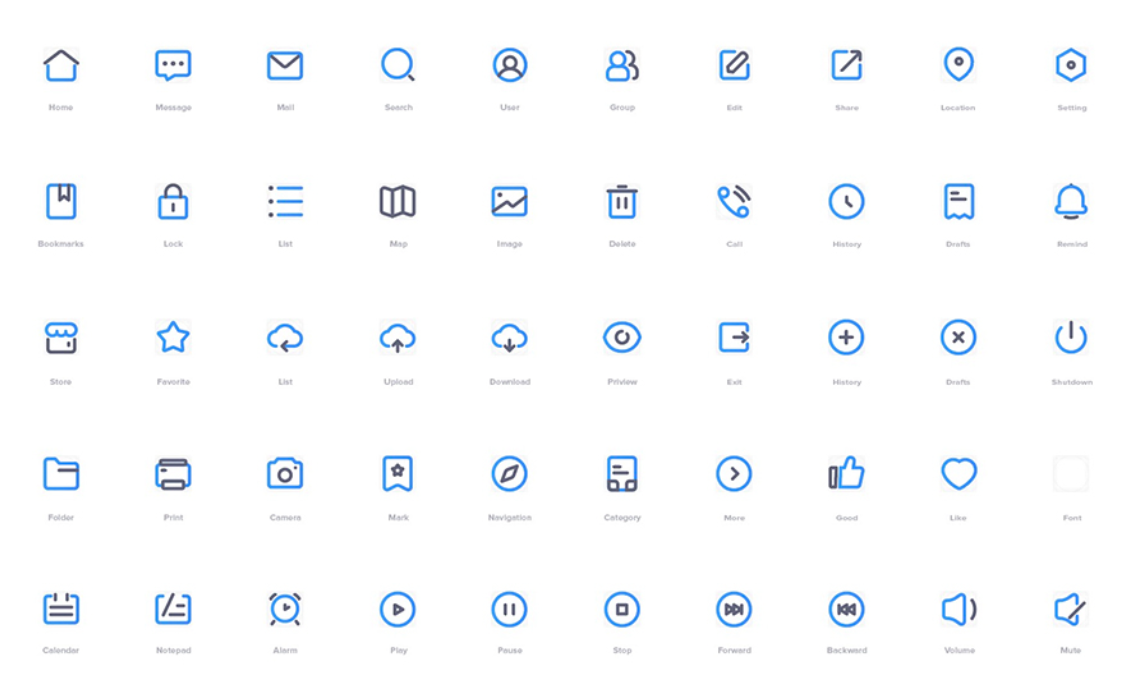 Home Message Mail Search User Group Edit Share Location Setting
Bookmarks Lock List Map Image Delete Call History Drafts Remind
Store Favorite List Upload Download Priview Exit History Drafts Shutdown
Folder Print Camera Mark Navigation Category More Good Like Font
Calender Notepad Alarm Play Pause Stop Forward Backward Volume Mute